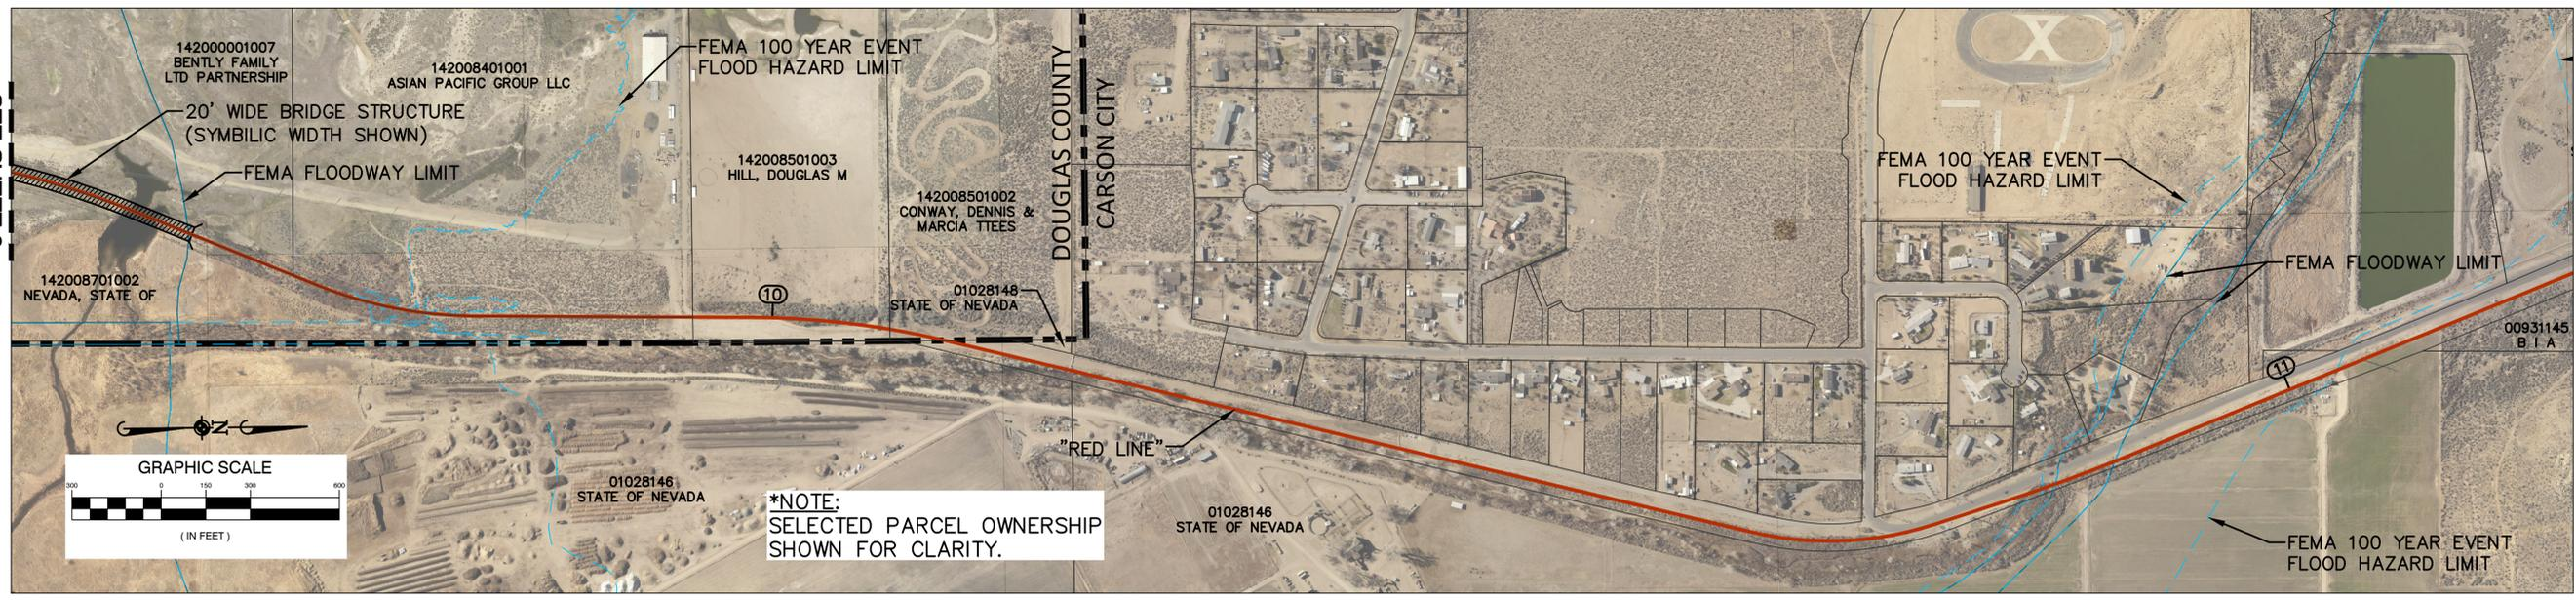 142000001007
BENTLY FAMILY
LTD PARTNERSHIP
142008401001
ASIAN PACIFIC GROUP LLC
FEMA 100 YEAR EVENT
FLOOD HAZARD LIMIT
20' WIDE BRIDGE STRUCTURE
(SYMBILIC WIDTH SHOWN)
FEMA FLOODWAY LIMIT
142008501003
HILL, DOUGLAS M
142008501002
CONWAY, DENNIS &
MARCIA TTEES
DOUGLAS COUNTY
CARSON CITY
FEMA 100 YEAR EVENT
FLOOD HAZARD LIMIT
FEMA FLOODWAY LIMIT
142008701002
NEVADA, STATE OF
10
01028148
STATE OF NEVADA
00931145
B I A
11
N
"RED LINE"
GRAPHIC SCALE
300 0 150 300 600
( IN FEET )
01028146
STATE OF NEVADA
*NOTE:
SELECTED PARCEL OWNERSHIP
SHOWN FOR CLARITY.
01028146
STATE OF NEVADA
FEMA 100 YEAR EVENT
FLOOD HAZARD LIMIT